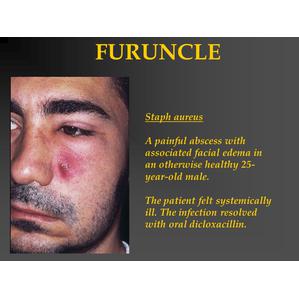 FURUNCLE
Staph aureus
A painful abscess with
associated facial edema in
an otherwise healthy 25-
year-old male.
The patient felt systemically
ill. The infection resolved
with oral dicloxacillin.